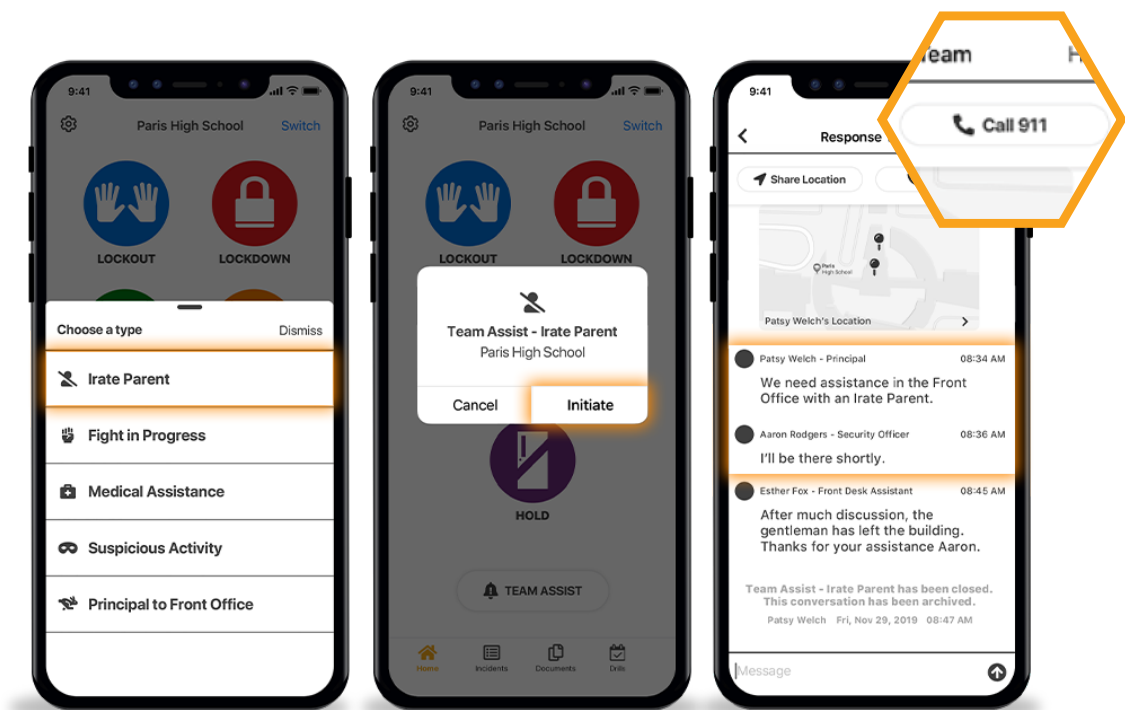 9:41
Paris High School
Switch
LOCKOUT
LOCKDOWN
Choose a type
Dismiss
Irate Parent
Fight in Progress
Medical Assistance
Suspicious Activity
Principal to Front Office
9:41
Paris High School
Switch
LOCKOUT
LOCKDOWN
Team Assist - Irate Parent
Paris High School
Cancel
Initiate
HOLD
TEAM ASSIST
Home
Incidents
Documents
Drills
9:41
Response
Team
Call 911
Share Location
Paris
High School
Patsy Welch's Location
Patsy Welch - Principal
08:34 AM
We need assistance in the Front
Office with an Irate Parent.
Aaron Rodgers - Security Officer
08:36 AM
I'll be there shortly.
Esther Fox - Front Desk Assistant
08:45 AM
After much discussion, the
gentleman has left the building.
Thanks for your assistance Aaron.
Team Assist - Irate Parent has been closed.
This conversation has been archived.
Patsy Welch Fri, Nov 29, 2019 08:47 AM
Message